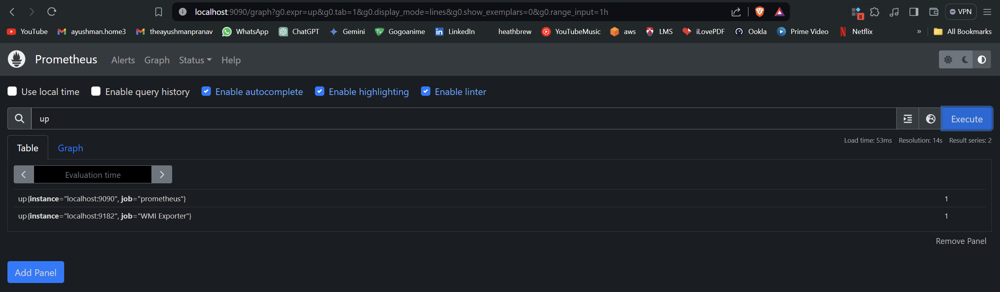 localhost:9090/graph?g0.expr=up&g0.tab=1&g0.display_mode=lines&g0.show_exemplars=0&g0.range_input=1h
8
VPN
YouTube ayushman.home3 theayushmanpranav WhatsApp ChatGPT Gemini Gogoanime LinkedIn heathbrew YouTubeMusic aws LMS iLovePDF Ookla Prime Video Netflix » All Bookmarks
Prometheus Alerts Graph Status Help
Use local time Enable query history Enable autocomplete Enable highlighting Enable linter
up Execute
Table Graph Load time: 53ms Resolution: 14s Result series: 2
Evaluation time
up{instance="localhost:9090", job="prometheus"} 1
up{instance="localhost:9182", job="WMI Exporter"} 1
Remove Panel
Add Panel